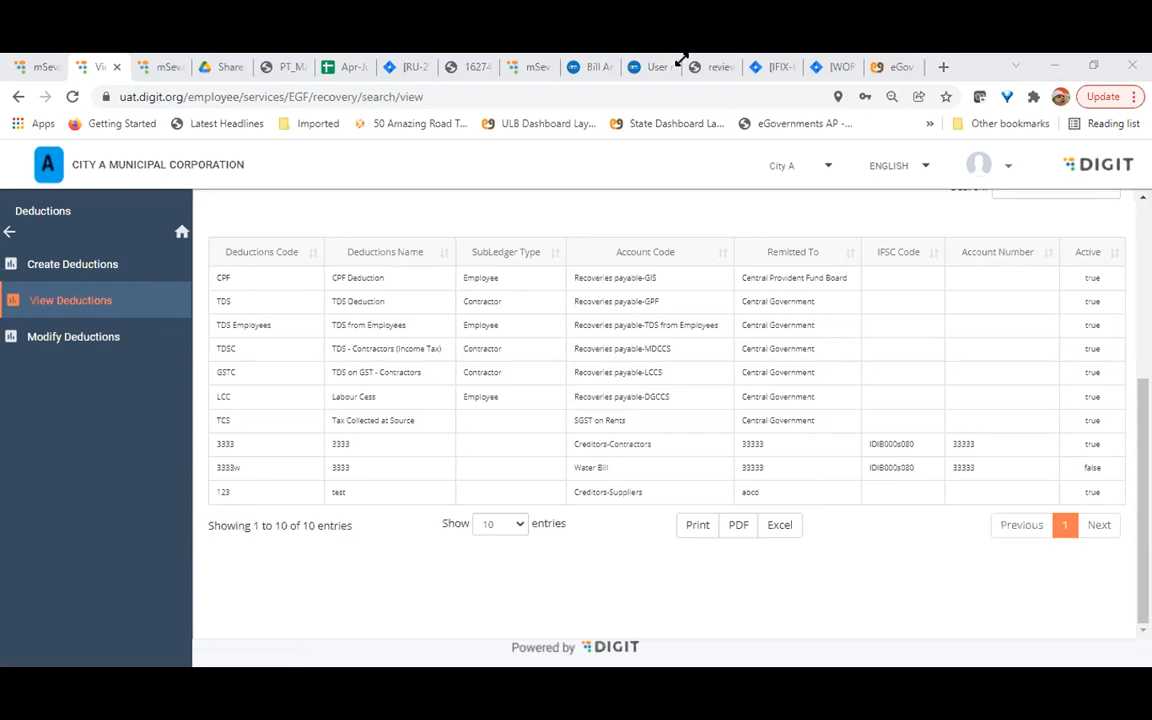 mSev
Vi
mSev
Share
PT_M
Apr-J
[RU-2
16274
mSev
Bill Ar
User
review
[IFIX-
[WOR
eGov
uat.digit.org/employee/services/EGF/recovery/search/view
Update
Apps
Getting Started
Latest Headlines
Imported
50 Amazing Road T...
ULB Dashboard Lay...
State Dashboard La...
eGovernments AP -...
»
Other bookmarks
Reading list
A
CITY A MUNICIPAL CORPORATION
City A
ENGLISH
DIGIT
Deductions
Create Deductions
View Deductions
Modify Deductions
Deductions Code Deductions Name SubLedger Type Account Code Remitted To IFSC Code Account Number Active
CPF CPF Deduction Employee Recoveries payable-GIS Central Provident Fund Board true
TDS TDS Deduction Contractor Recoveries payable-GPF Central Government true
TDS Employees TDS from Employees Employee Recoveries payable-TDS from Employees Central Government true
TDSC TDS - Contractors (Income Tax) Contractor Recoveries payable-MDCCS Central Government true
GSTC TDS on GST - Contractors Contractor Recoveries payable-LCCS Central Government true
LCC Labour Cess Employee Recoveries payable-DGCCS Central Government true
TCS Tax Collected at Source SGST on Rents Central Government true
3333 3333 Creditors-Contractors 33333 IDIB000s080 33333 true
3333w 3333 Water Bill 33333 IDIB000s080 33333 false
123 test Creditors-Suppliers abcd true
Showing 1 to 10 of 10 entries
Show 10 entries
Print PDF Excel
Previous 1 Next
Powered by DIGIT